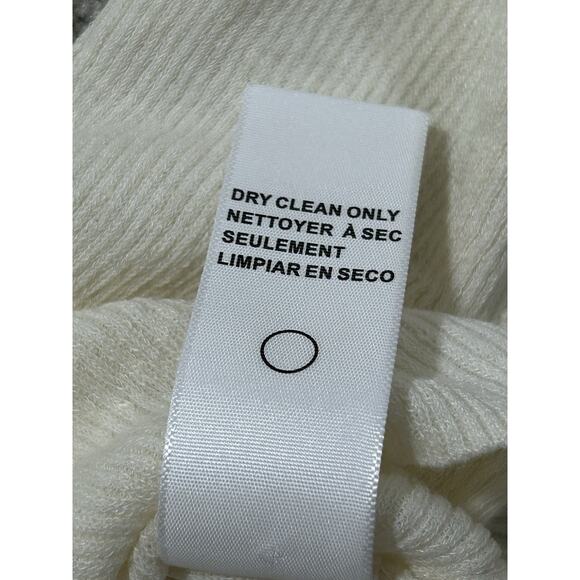 DRY CLEAN ONLY
NETTOYER À SEC
SEULEMENT
LIMPIAR EN SECO